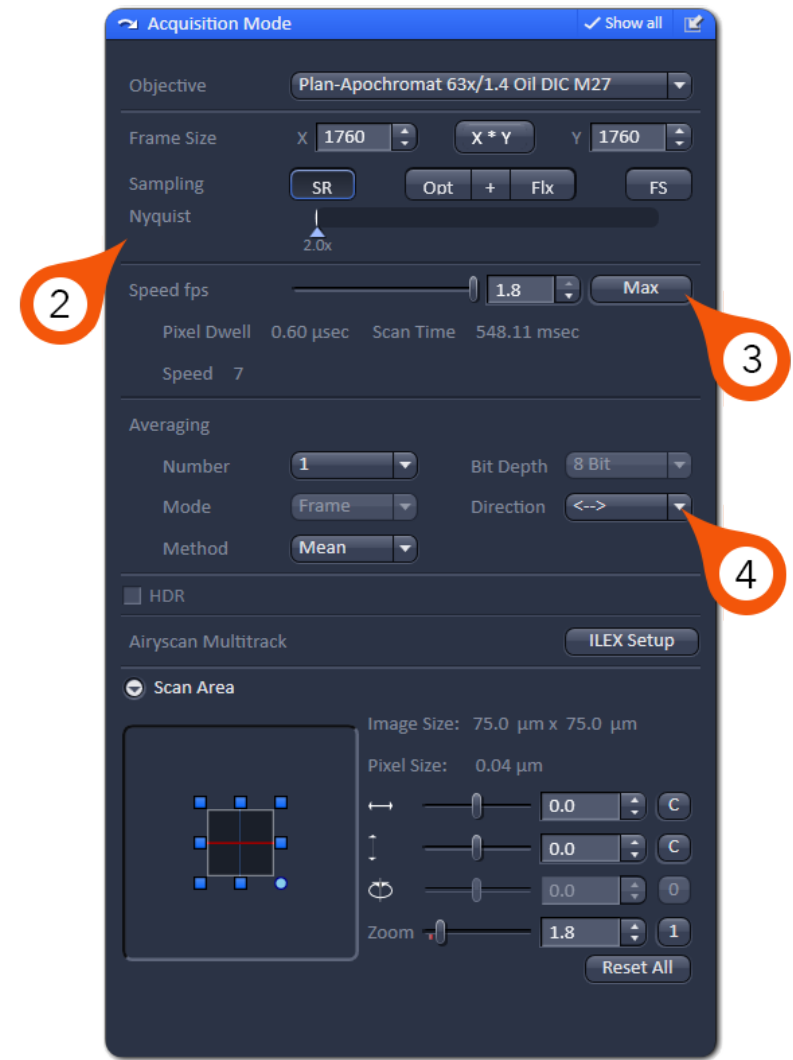 Acquisition Mode Show all
Objective Plan-Apochromat 63x/1.4 Oil DIC M27
Frame Size X 1760 X * Y Y 1760
Sampling SR Opt + Flx FS
Nyquist
2.0x
2
Speed fps 1.8 Max
Pixel Dwell 0.60 µsec Scan Time 548.11 msec
3
Speed 7
Averaging
Number 1 Bit Depth 8 Bit
Mode Frame Direction <-->
Method Mean
4
HDR
Airyscan Multitrack ILEX Setup
Scan Area
Image Size: 75.0 µm x 75.0 µm
Pixel Size: 0.04 µm
0.0 C
0.0 C
0.0 0
Zoom 1.8 1
Reset All